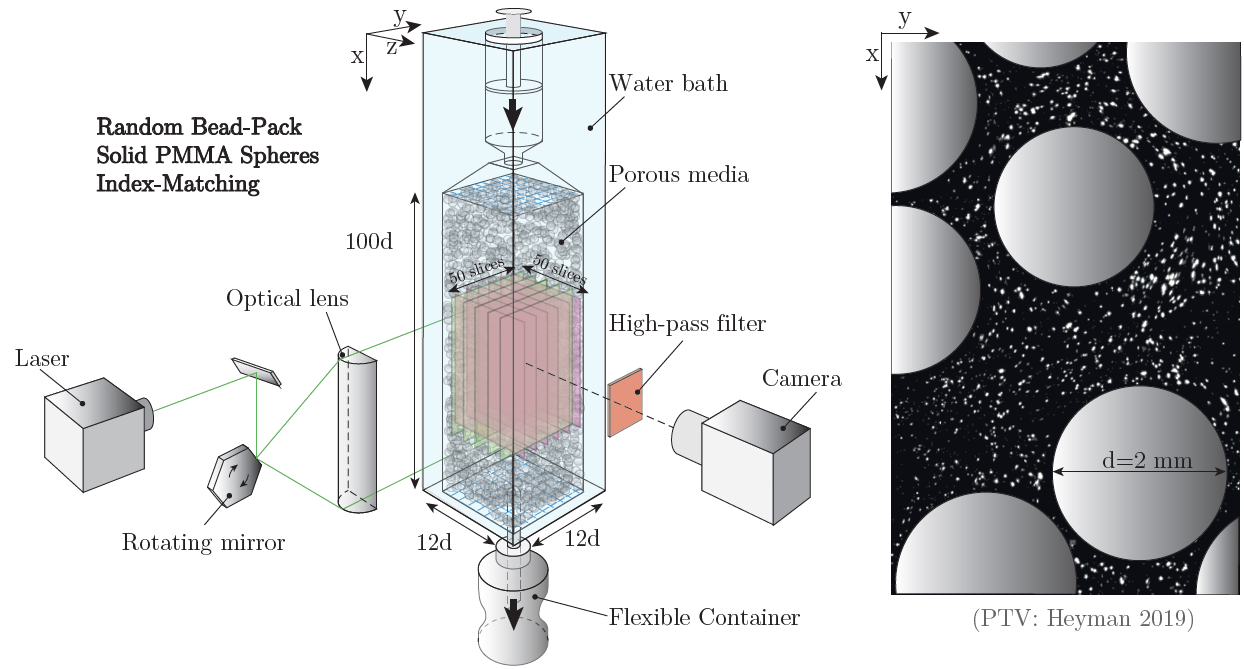 y
z
x
Random Bead-Pack
Solid PMMA Spheres
Index-Matching
Water bath
Porous media
100d
50 slices
50 slices
Optical lens
High-pass filter
Laser
Camera
Rotating mirror
12d
12d
Flexible Container
y
x
d=2 mm
(PTV: Heyman 2019)